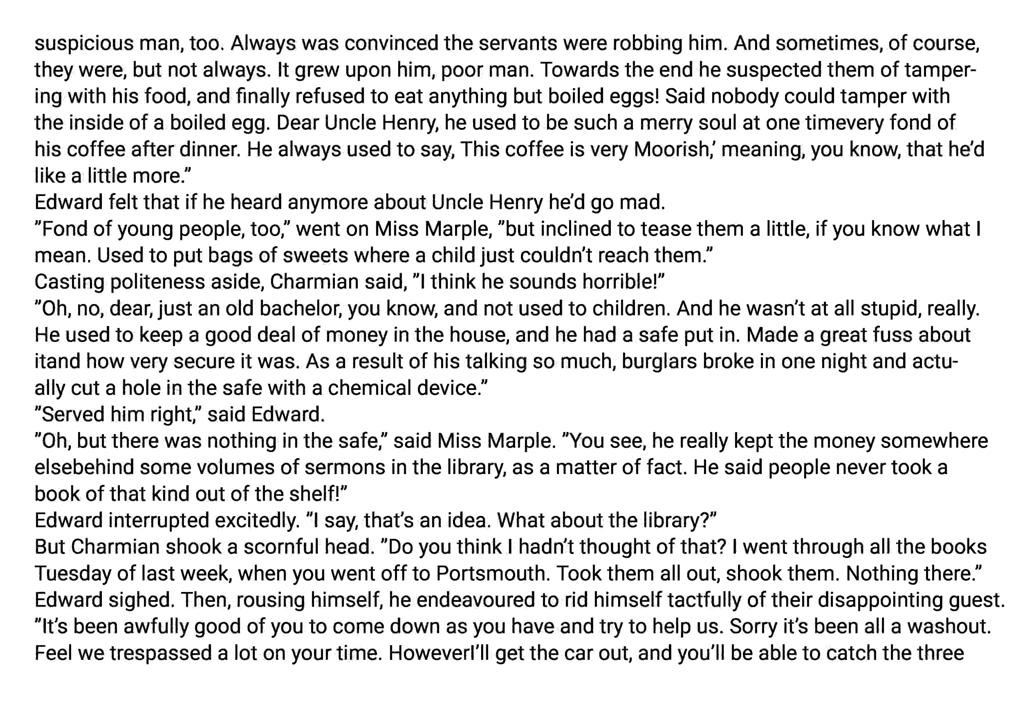 suspicious man, too. Always was convinced the servants were robbing him. And sometimes, of course,
they were, but not always. It grew upon him, poor man. Towards the end he suspected them of tamper-
ing with his food, and finally refused to eat anything but boiled eggs! Said nobody could tamper with
the inside of a boiled egg. Dear Uncle Henry, he used to be such a merry soul at one timevery fond of
his coffee after dinner. He always used to say, This coffee is very Moorish,’ meaning, you know, that he’d
like a little more.”
Edward felt that if he heard anymore about Uncle Henry he’d go mad.
”Fond of young people, too,” went on Miss Marple, ”but inclined to tease them a little, if you know what I
mean. Used to put bags of sweets where a child just couldn’t reach them.”
Casting politeness aside, Charmian said, ”I think he sounds horrible!”
”Oh, no, dear, just an old bachelor, you know, and not used to children. And he wasn’t at all stupid, really.
He used to keep a good deal of money in the house, and he had a safe put in. Made a great fuss about
itand how very secure it was. As a result of his talking so much, burglars broke in one night and actu-
ally cut a hole in the safe with a chemical device.”
”Served him right,” said Edward.
”Oh, but there was nothing in the safe,” said Miss Marple. ”You see, he really kept the money somewhere
elsebehind some volumes of sermons in the library, as a matter of fact. He said people never took a
book of that kind out of the shelf!”
Edward interrupted excitedly. ”I say, that’s an idea. What about the library?”
But Charmian shook a scornful head. ”Do you think I hadn’t thought of that? I went through all the books
Tuesday of last week, when you went off to Portsmouth. Took them all out, shook them. Nothing there.”
Edward sighed. Then, rousing himself, he endeavoured to rid himself tactfully of their disappointing guest.
”It’s been awfully good of you to come down as you have and try to help us. Sorry it’s been all a washout.
Feel we trespassed a lot on your time. HoweverI’ll get the car out, and you’ll be able to catch the three